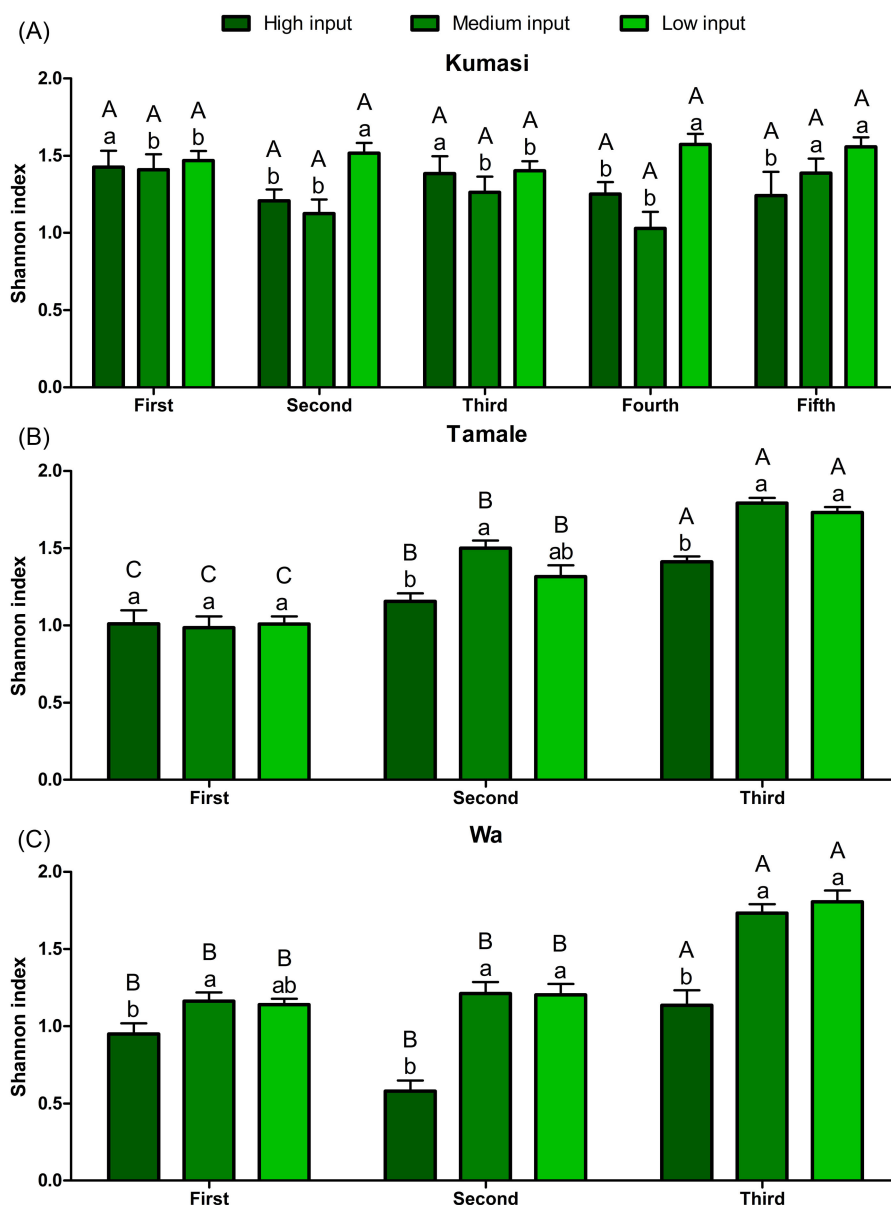 (A) High input Medium input Low input
Kumasi
Shannon index
2.0
1.5
1.0
0.5
0.0
A A A A A A A A A A A A A A A
a b b b b a a b b b b a b a a
First Second Third Fourth Fifth
(B) Tamale
Shannon index
2.0
1.5
1.0
0.5
0.0
C C C B B B A A A
a a a b a ab b a a
First Second Third
(C) Wa
Shannon index
2.0
1.5
1.0
0.5
0.0
B B B B B B A A A
b a ab b a a b a a
First Second Third